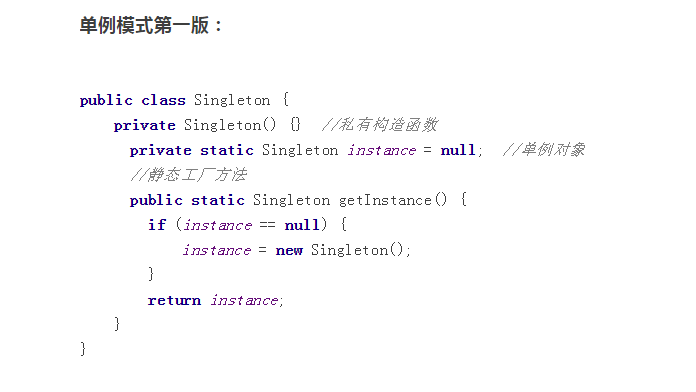 单例模式第一版：
public class Singleton {
    private Singleton() {}  //私有构造函数
      private static Singleton instance = null;  //单例对象
      //静态工厂方法
      public static Singleton getInstance() {
        if (instance == null) {
            instance = new Singleton();
        }
        return instance;
    }
}